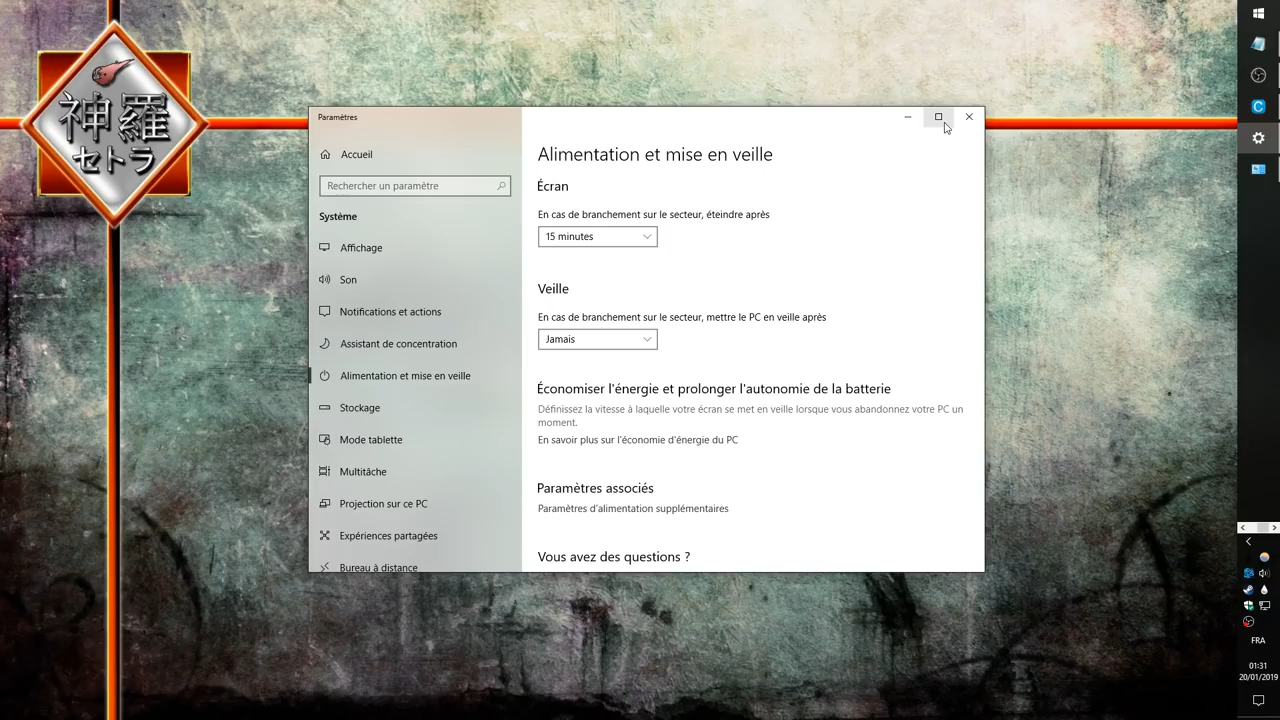 神羅
セトラ
Paramètres
Accueil
Rechercher un paramètre
Système
Affichage
Son
Notifications et actions
Assistant de concentration
Alimentation et mise en veille
Stockage
Mode tablette
Multitâche
Projection sur ce PC
Expériences partagées
Bureau à distance
Alimentation et mise en veille
Écran
En cas de branchement sur le secteur, éteindre après
15 minutes
Veille
En cas de branchement sur le secteur, mettre le PC en veille après
Jamais
Économiser l'énergie et prolonger l'autonomie de la batterie
Définissez la vitesse à laquelle votre écran se met en veille lorsque vous abandonnez votre PC un
moment.
En savoir plus sur l'économie d'énergie du PC
Paramètres associés
Paramètres d'alimentation supplémentaires
Vous avez des questions ?
C
FRA
01:31
20/01/2019